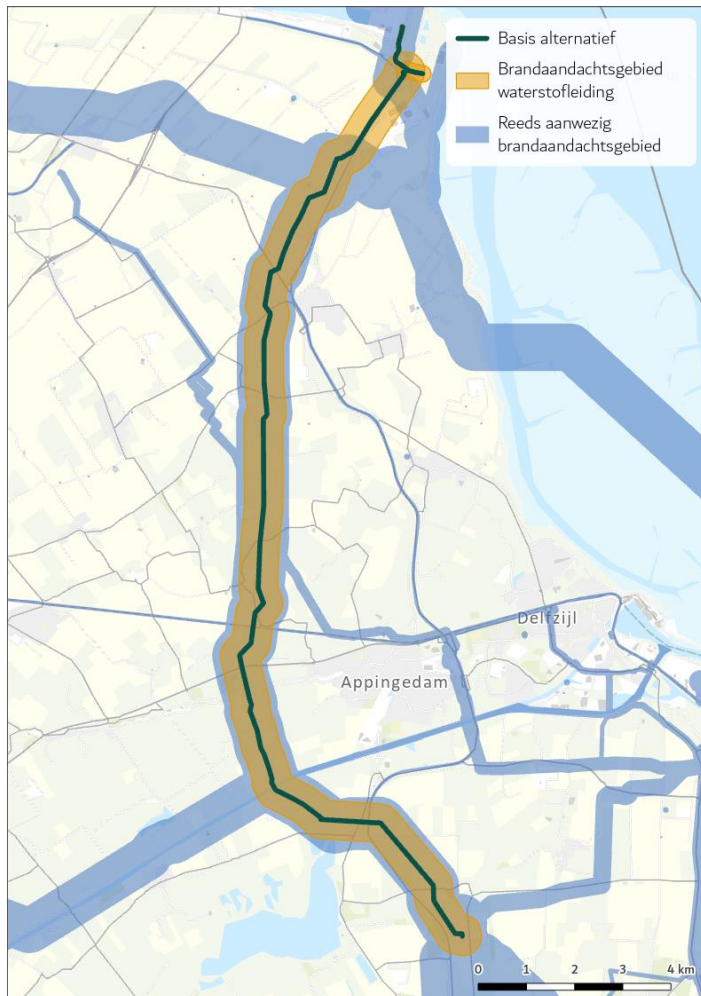 Basis alternatief
Brandaandachtsgebied
waterstofleiding
Reeds aanwezig
brandaandachtsgebied
Delfzijl
Appingedam
0 1 2 3 4 km